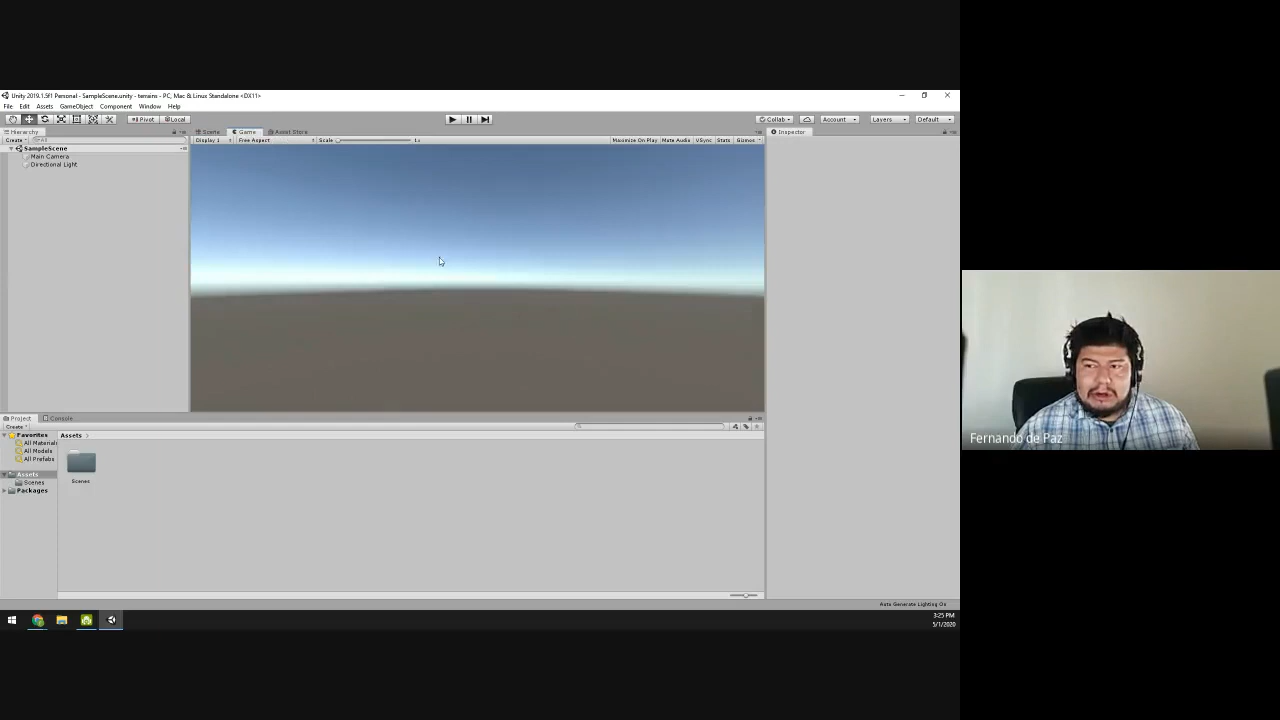 Unity 2019.1.5f1 Personal - SampleScene.unity - terrains - PC, Mac & Linux Standalone <DX11>
File Edit Assets GameObject Component Window Help
Pivot Local Collab Account Layers Default
Hierarchy Scene Game Asset Store Inspector
Create All Display 1 Free Aspect Scale 1x Maximize On Play Mute Audio VSync Stats Gizmos
SampleScene
Main Camera
Directional Light
Project Console
Create
Favorites Assets
All Material
All Models
All Prefabs
Assets
Scenes
Packages
Scenes
Auto Generate Lighting On
3:25 PM
5/1/2020
Fernando de Paz